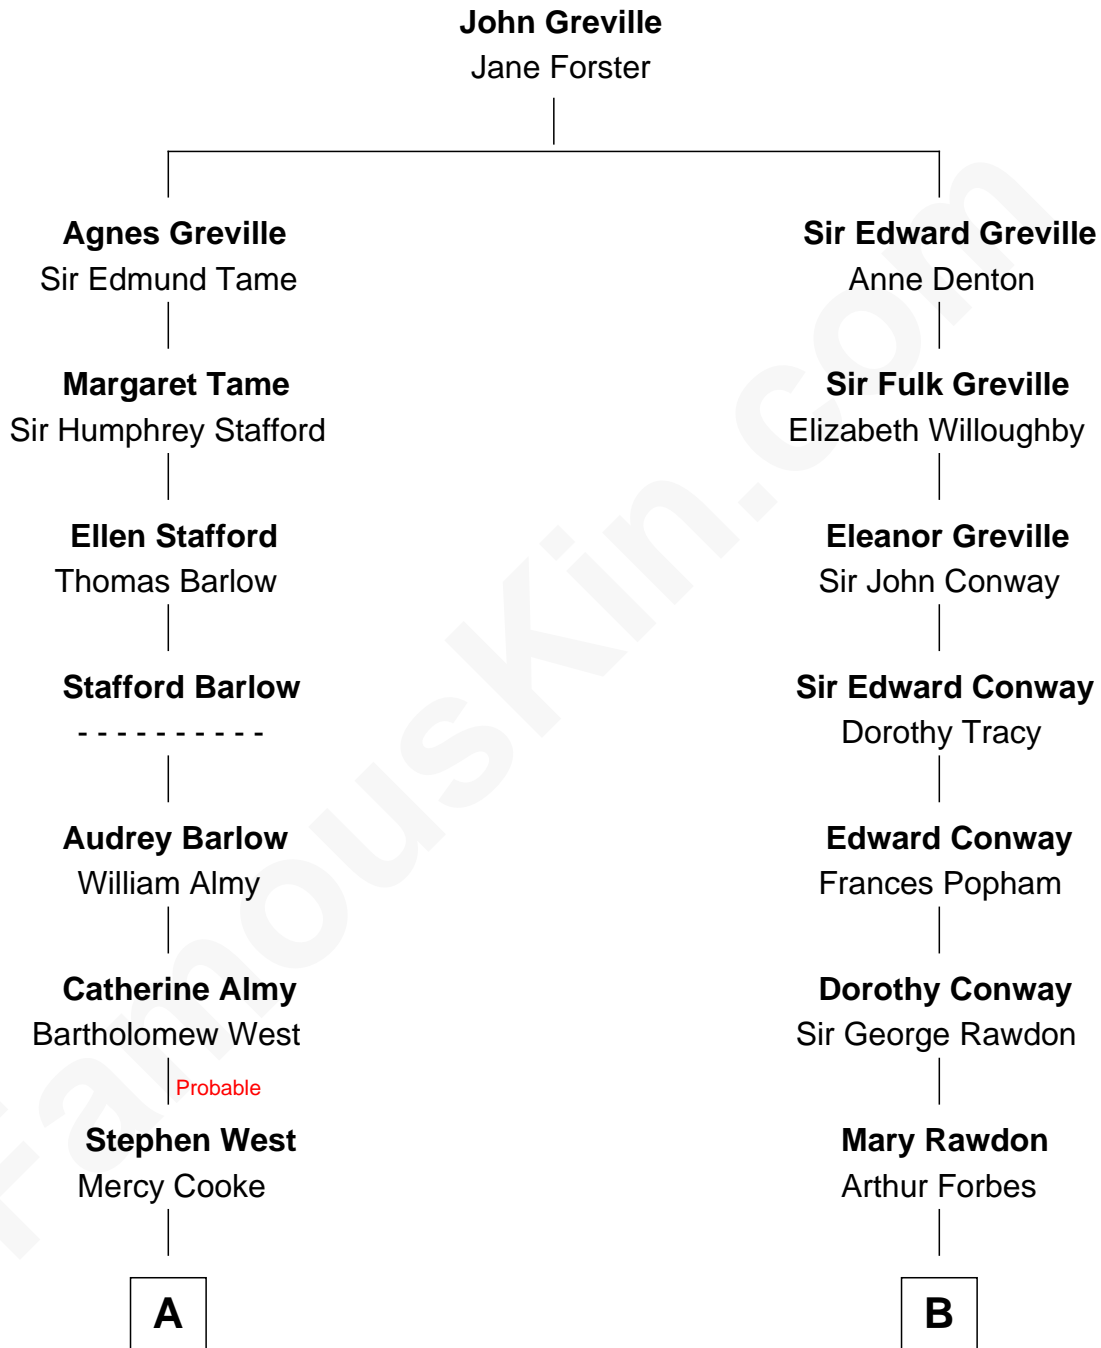 John Greville
Jane Forster
Agnes Greville
Sir Edmund Tame
Sir Edward Greville
Anne Denton
Margaret Tame
Sir Humphrey Stafford
Sir Fulk Greville
Elizabeth Willoughby
Ellen Stafford
Thomas Barlow
Eleanor Greville
Sir John Conway
Stafford Barlow
- - - - - - - - - -
Sir Edward Conway
Dorothy Tracy
Audrey Barlow
William Almy
Edward Conway
Frances Popham
Catherine Almy
Bartholomew West
Dorothy Conway
Sir George Rawdon
Probable
Stephen West
Mercy Cooke
Mary Rawdon
Arthur Forbes
A
B
FamousKin.com